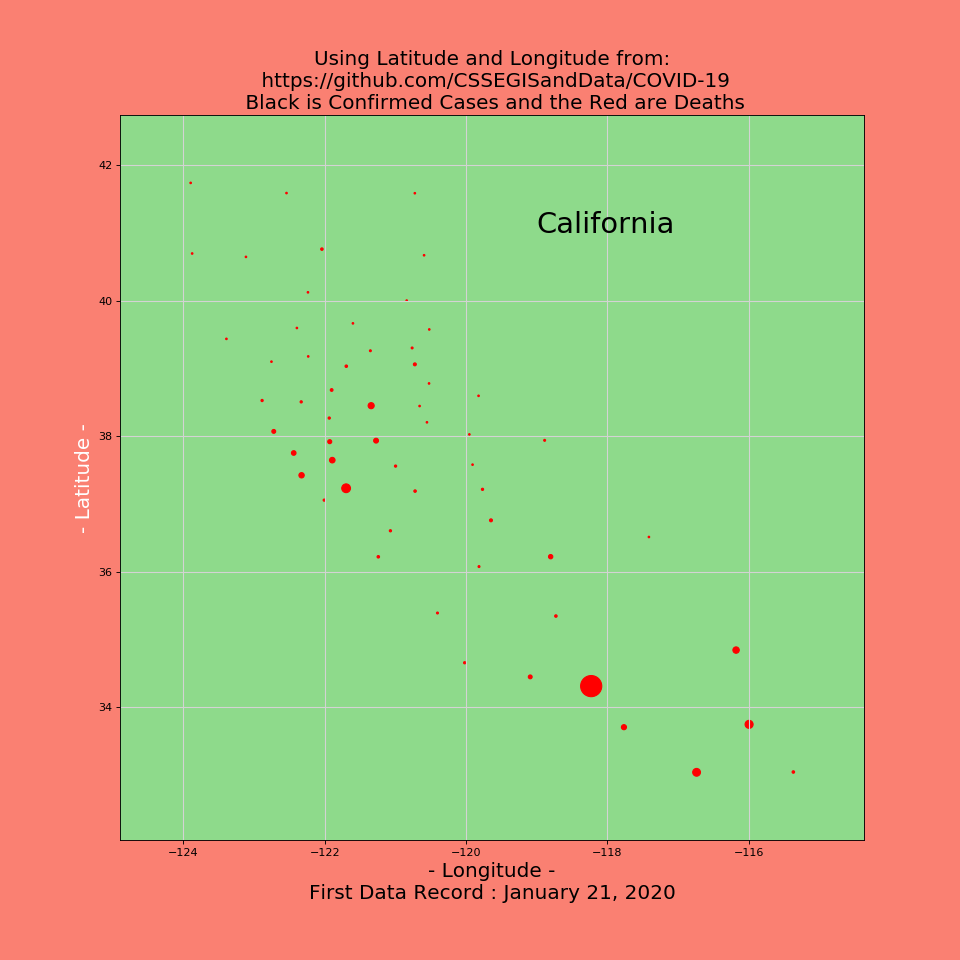 Using Latitude and Longitude from:
https://github.com/CSSEGISandData/COVID-19
Black is Confirmed Cases and the Red are Deaths
California
42
40
38
36
34
- Latitude -
−124
−122
−120
−118
−116
- Longitude -
First Data Record : January 21, 2020